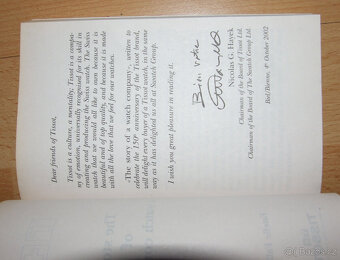 Dear friends of Tissot,
Tissot is a culture, a mentality, Tissot is a compa-
ny of emotion, universally recognised for its skill in
creating and producing the Swiss watch. The Swiss
watch that we would all like to own because it is
beautiful and of top quality, and because it is made
with all the love that we feel for our watches.
«The story of a watch company», written to
celebrate the 150th anniversary of the Tissot brand,
will delight every buyer of a Tissot watch, in the same
way as it has delighted us all at Swatch Group.
I wish you great pleasure in reading it.
Nicolas G. Hayek
Chairman of the Board of Tissot Ltd.
Chairman of the Board of The Swatch Group Ltd.
Biel/Bienne, October 2002